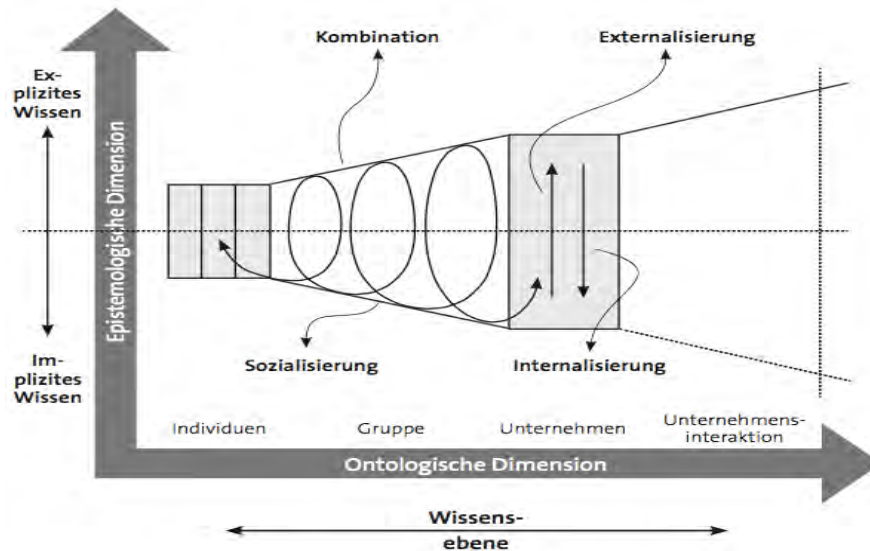 Kombination
Externalisierung
Ex-
plizites
Wissen
Epistemologische Dimension
Im-
plizites
Wissen
Sozialisierung
Internalisierung
Individuen
Gruppe
Unternehmen
Unternehmens-
interaktion
Ontologische Dimension
Wissens-
ebene